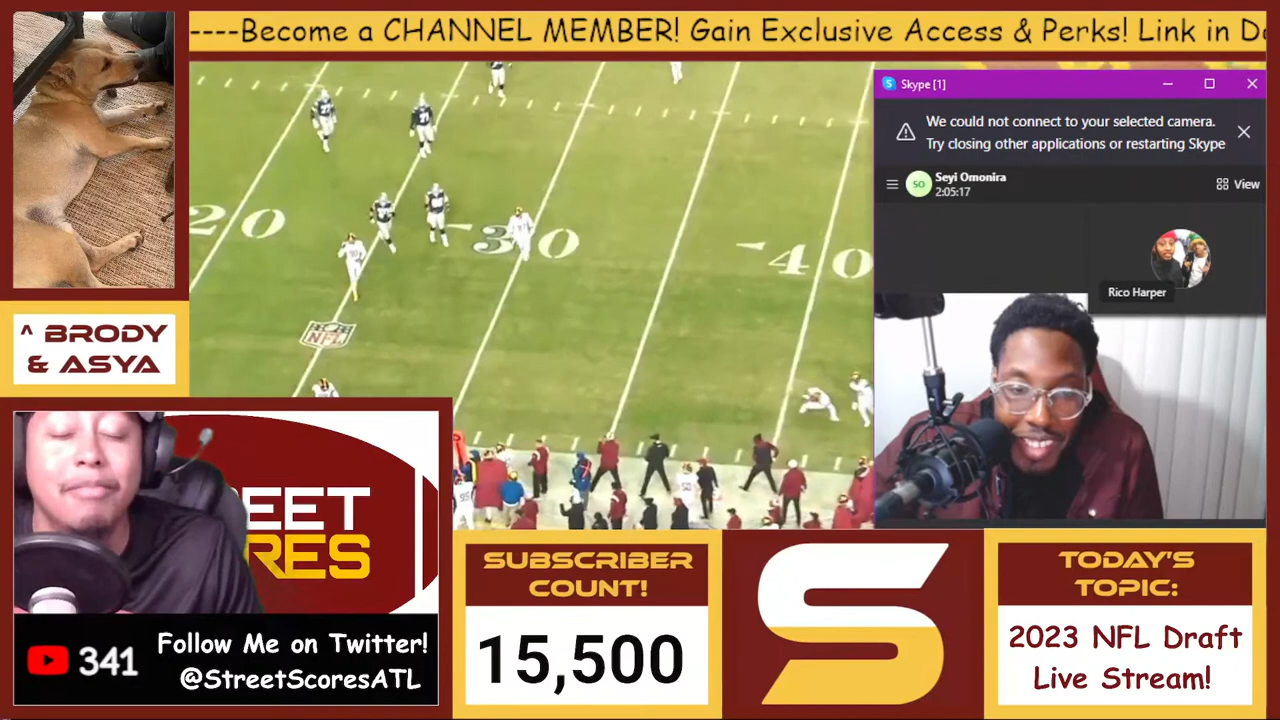 ----Become a CHANNEL MEMBER! Gain Exclusive Access & Perks! Link in De
Skype [1]
We could not connect to your selected camera.
Try closing other applications or restarting Skype
SO
Seyi Omonira
2:05:17
View
Rico Harper
20
30
40
NFL
^ BRODY
& ASYA
EET
RES
341
Follow Me on Twitter!
@StreetScoresATL
SUBSCRIBER
COUNT!
15,500
S
TODAY'S
TOPIC:
2023 NFL Draft
Live Stream!